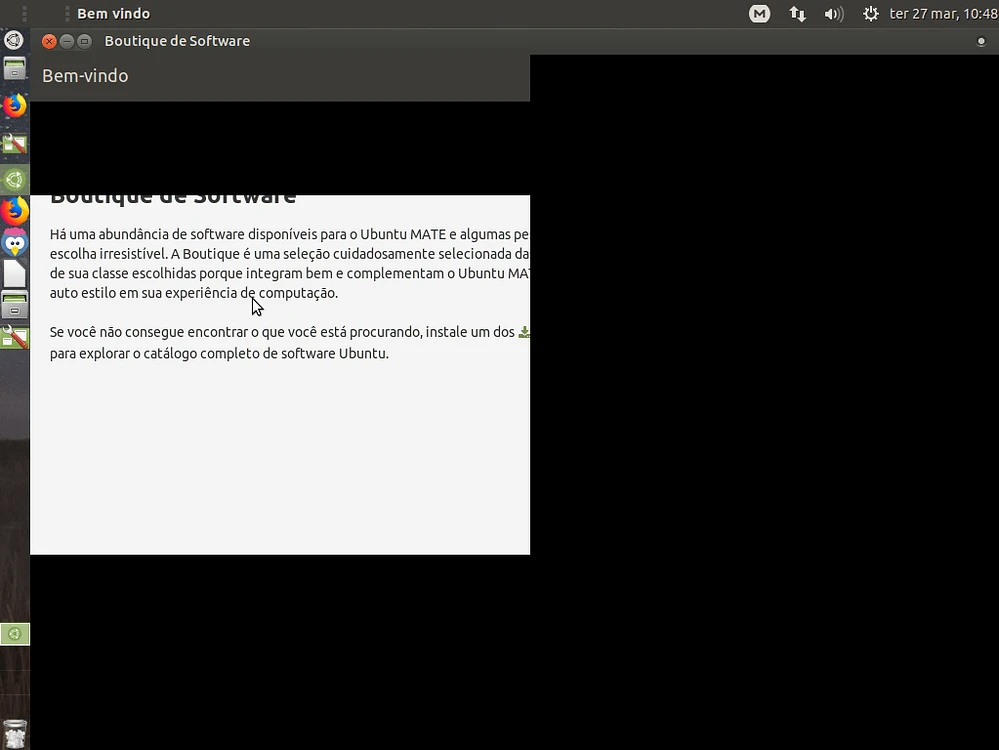 Bem vindo
ter 27 mar, 10:48
Boutique de Software
Bem-vindo
Boutique de Software
Há uma abundância de software disponíveis para o Ubuntu MATE e algumas pe
escolha irresistível. A Boutique é uma seleção cuidadosamente selecionada da
de sua classe escolhidas porque integram bem e complementam o Ubuntu MAT
auto estilo em sua experiência de computação.
Se você não consegue encontrar o que você está procurando, instale um dos
para explorar o catálogo completo de software Ubuntu.